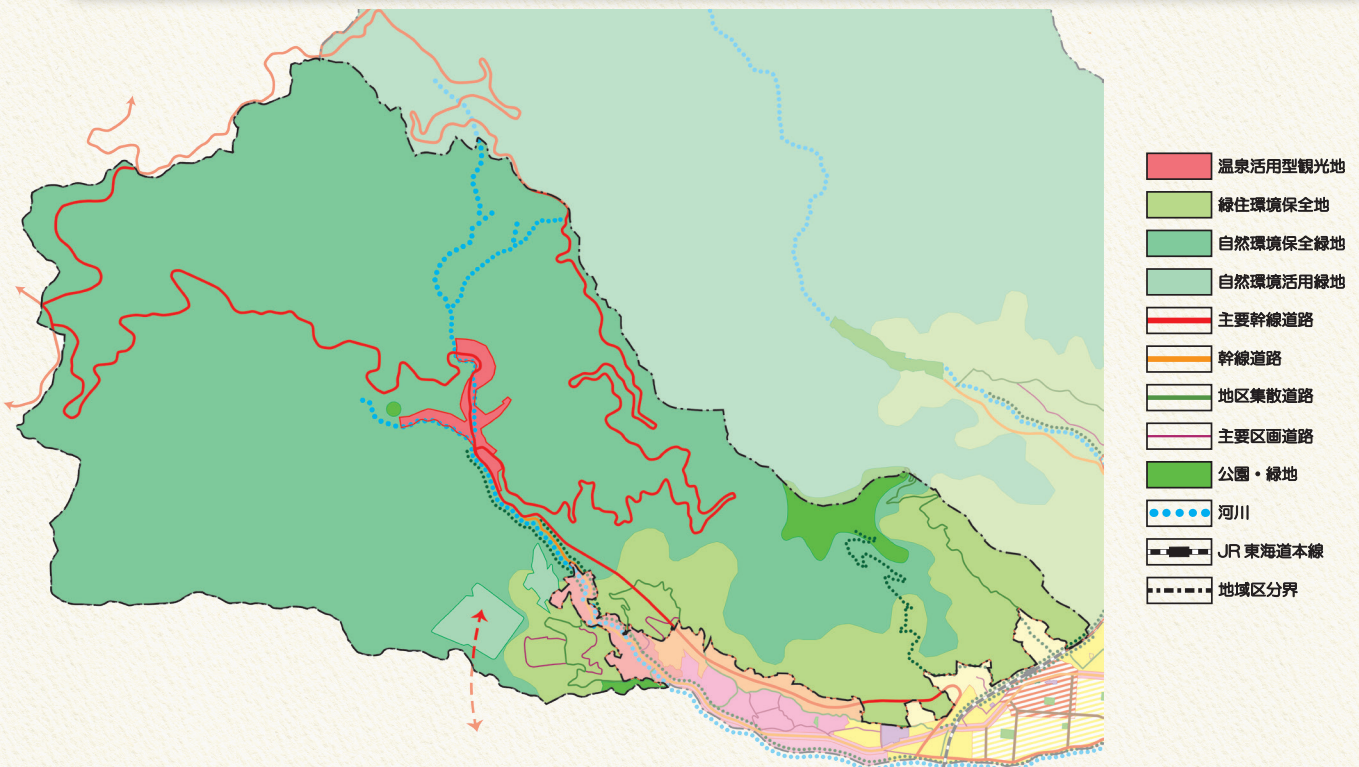 温泉活用型観光地
緑住環境保全地
自然環境保全緑地
自然環境活用緑地
主要幹線道路
幹線道路
地区集散道路
主要区画道路
公園・緑地
河川
JR東海道本線
地域区分界